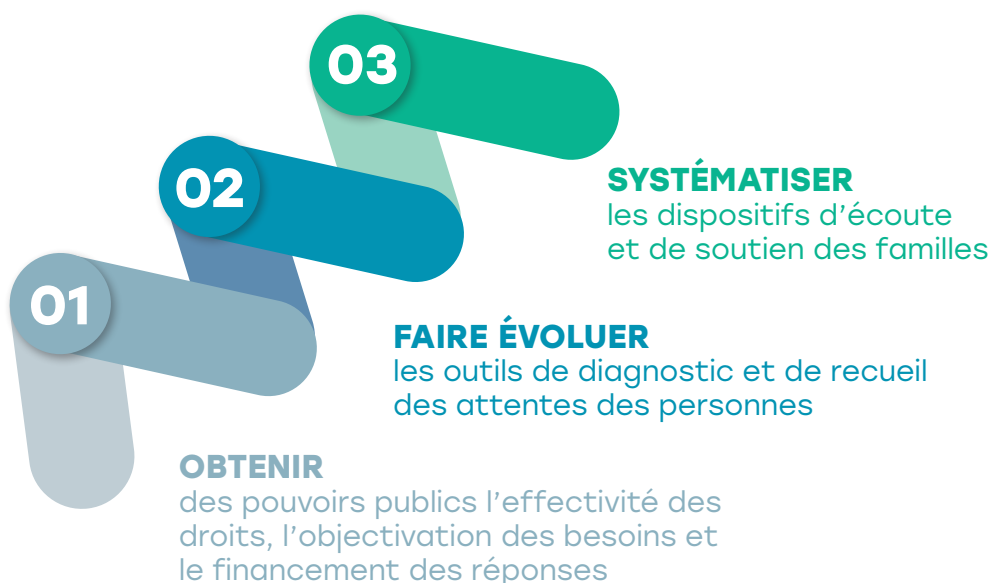 03
SYSTÉMATISER
les dispositifs d'écoute
et de soutien des familles
02
FAIRE ÉVOLUER
les outils de diagnostic et de recueil
des attentes des personnes
01
OBTENIR
des pouvoirs publics l'effectivité des
droits, l'objectivation des besoins et
le financement des réponses